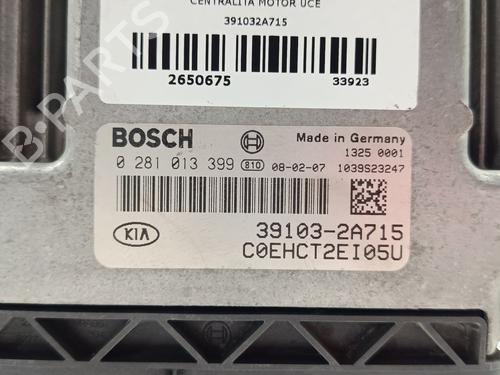 CENTRALITA MOTOR UCE
391032A715
2650675 33923
BOSCH Made in Germany
0 281 013 399 810 08-02-07 1325 0001
1039S23247
KIA 39103-2A715
C0EHCT2EI05U
B-PARTS